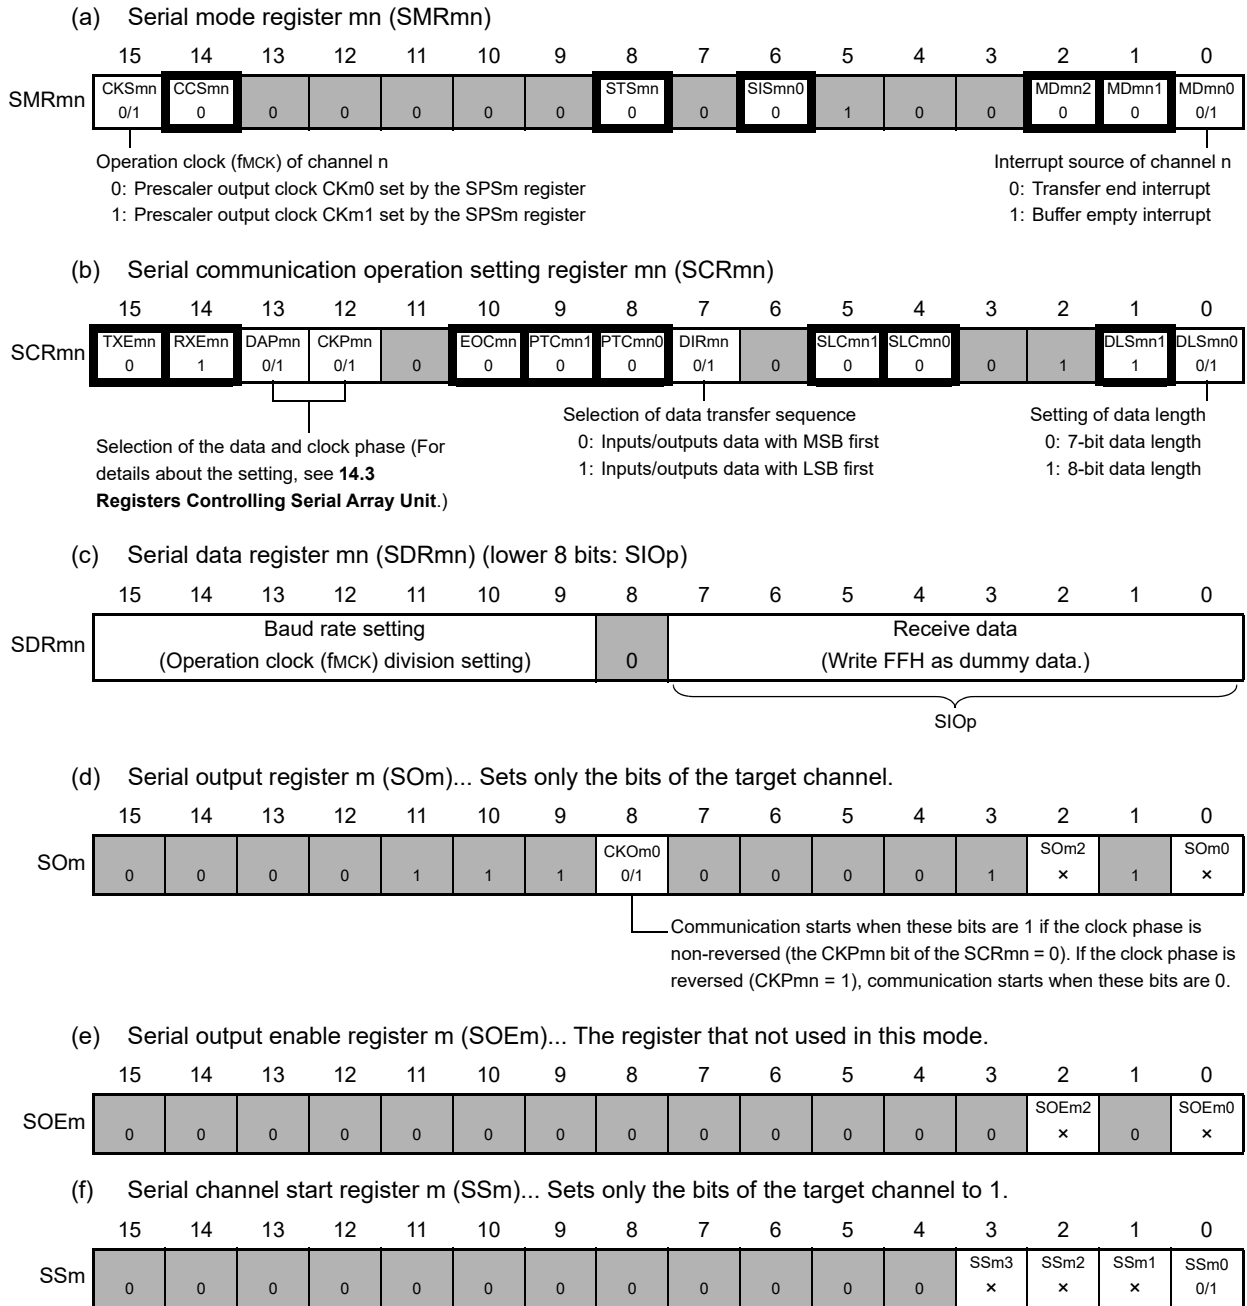 (a) Serial mode register mn (SMRmn)
15 14 13 12 11 10 9 8 7 6 5 4 3 2 1 0
SMRmn CKSmn CCSmn STSmn SISmn0 MDmn2 MDmn1 MDmn0
0/1 0 0 0 0 0 0 0 0 0 1 0 0 0 0 0/1
Operation clock (fMCK) of channel n
0: Prescaler output clock CKm0 set by the SPSm register
1: Prescaler output clock CKm1 set by the SPSm register
Interrupt source of channel n
0: Transfer end interrupt
1: Buffer empty interrupt
(b) Serial communication operation setting register mn (SCRmn)
15 14 13 12 11 10 9 8 7 6 5 4 3 2 1 0
SCRmn TXEmn RXEmn DAPmn CKPmn EOCmn PTCmn1 PTCmn0 DIRmn SLCmn1 SLCmn0 DLSmn1 DLSmn0
0 1 0/1 0/1 0 0 0 0 0/1 0 0 0 0 1 1 0/1
Selection of the data and clock phase (For
details about the setting, see 14.3
Registers Controlling Serial Array Unit.)
Selection of data transfer sequence
0: Inputs/outputs data with MSB first
1: Inputs/outputs data with LSB first
Setting of data length
0: 7-bit data length
1: 8-bit data length
(c) Serial data register mn (SDRmn) (lower 8 bits: SIOp)
15 14 13 12 11 10 9 8 7 6 5 4 3 2 1 0
SDRmn Baud rate setting
(Operation clock (fMCK) division setting)
0
Receive data
(Write FFH as dummy data.)
SIOp
(d) Serial output register m (SOm)... Sets only the bits of the target channel.
15 14 13 12 11 10 9 8 7 6 5 4 3 2 1 0
SOm CKOm0 SOm2 SOm0
0 0 0 0 1 1 1 0/1 0 0 0 0 1 × 1 ×
Communication starts when these bits are 1 if the clock phase is
non-reversed (the CKPmn bit of the SCRmn = 0). If the clock phase is
reversed (CKPmn = 1), communication starts when these bits are 0.
(e) Serial output enable register m (SOEm)... The register that not used in this mode.
15 14 13 12 11 10 9 8 7 6 5 4 3 2 1 0
SOEm SOEm2 SOEm0
0 0 0 0 0 0 0 0 0 0 0 0 0 × 0 ×
(f) Serial channel start register m (SSm)... Sets only the bits of the target channel to 1.
15 14 13 12 11 10 9 8 7 6 5 4 3 2 1 0
SSm SSm3 SSm2 SSm1 SSm0
0 0 0 0 0 0 0 0 0 0 0 0 × × × 0/1